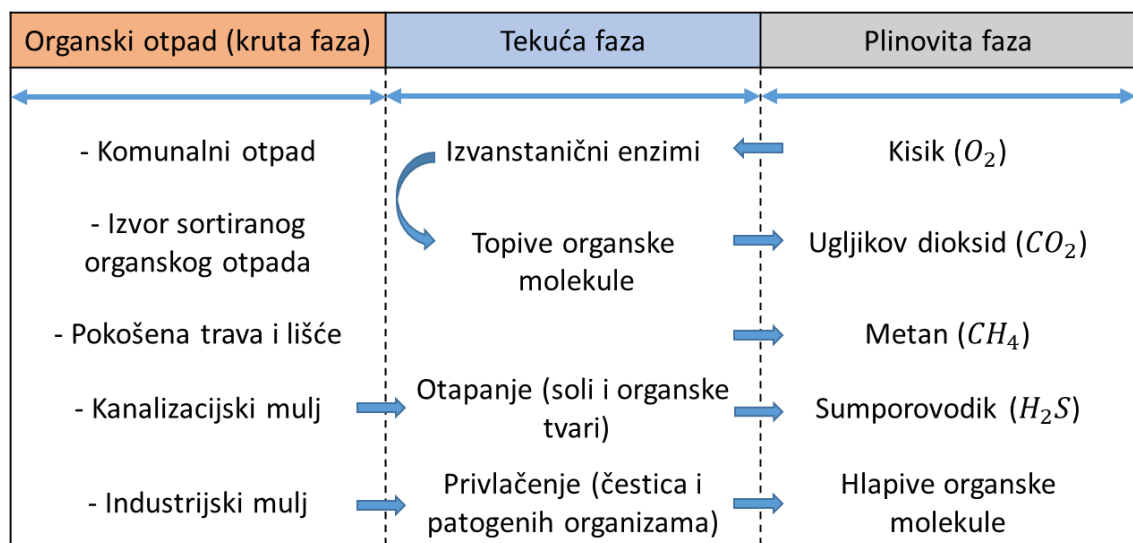 Organski otpad (kruta faza)
Tekuća faza
Plinovita faza
- Komunalni otpad
Izvanstanični enzimi
Kisik (O₂)
- Izvor sortiranog
organskog otpada
Topive organske
molekule
Ugljikov dioksid (CO₂)
- Pokošena trava i lišće
Metan (CH₄)
- Kanalizacijski mulj
Otapanje (soli i organske
tvari)
Sumporovodik (H₂S)
- Industrijski mulj
Privlačenje (čestica i
patogenih organizama)
Hlapive organske
molekule